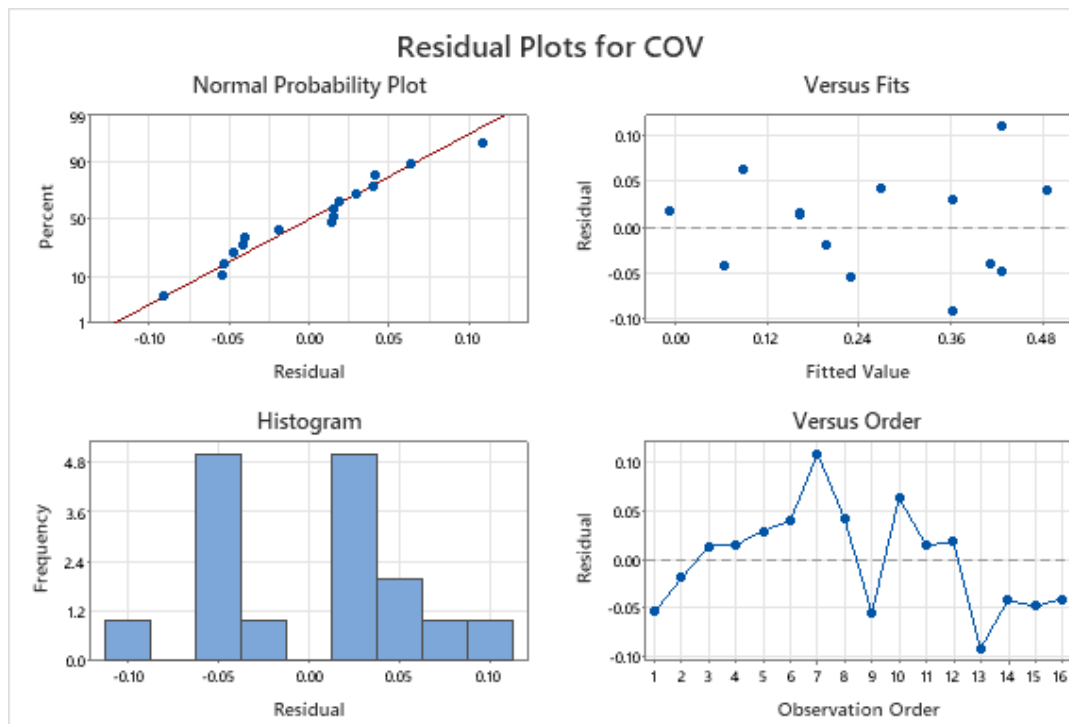 Residual Plots for COV
Normal Probability Plot
99
90
50
10
1
Percent
-0.10 -0.05 0.00 0.05 0.10
Residual
Versus Fits
0.10
0.05
0.00
-0.05
-0.10
Residual
0.00 0.12 0.24 0.36 0.48
Fitted Value
Histogram
4.8
3.6
2.4
1.2
0.0
Frequency
-0.10 -0.05 0.00 0.05 0.10
Residual
Versus Order
0.10
0.05
0.00
-0.05
-0.10
Residual
1 2 3 4 5 6 7 8 9 10 11 12 13 14 15 16
Observation Order